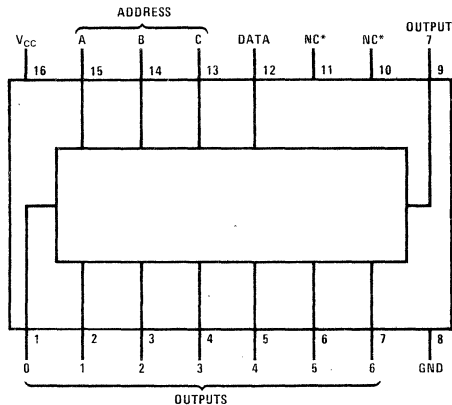 ADDRESS
V_CC A B C DATA NC* NC* OUTPUT 7
16 15 14 13 12 11 10 9
1 2 3 4 5 6 7 8
0 1 2 3 4 5 6 GND
OUTPUTS